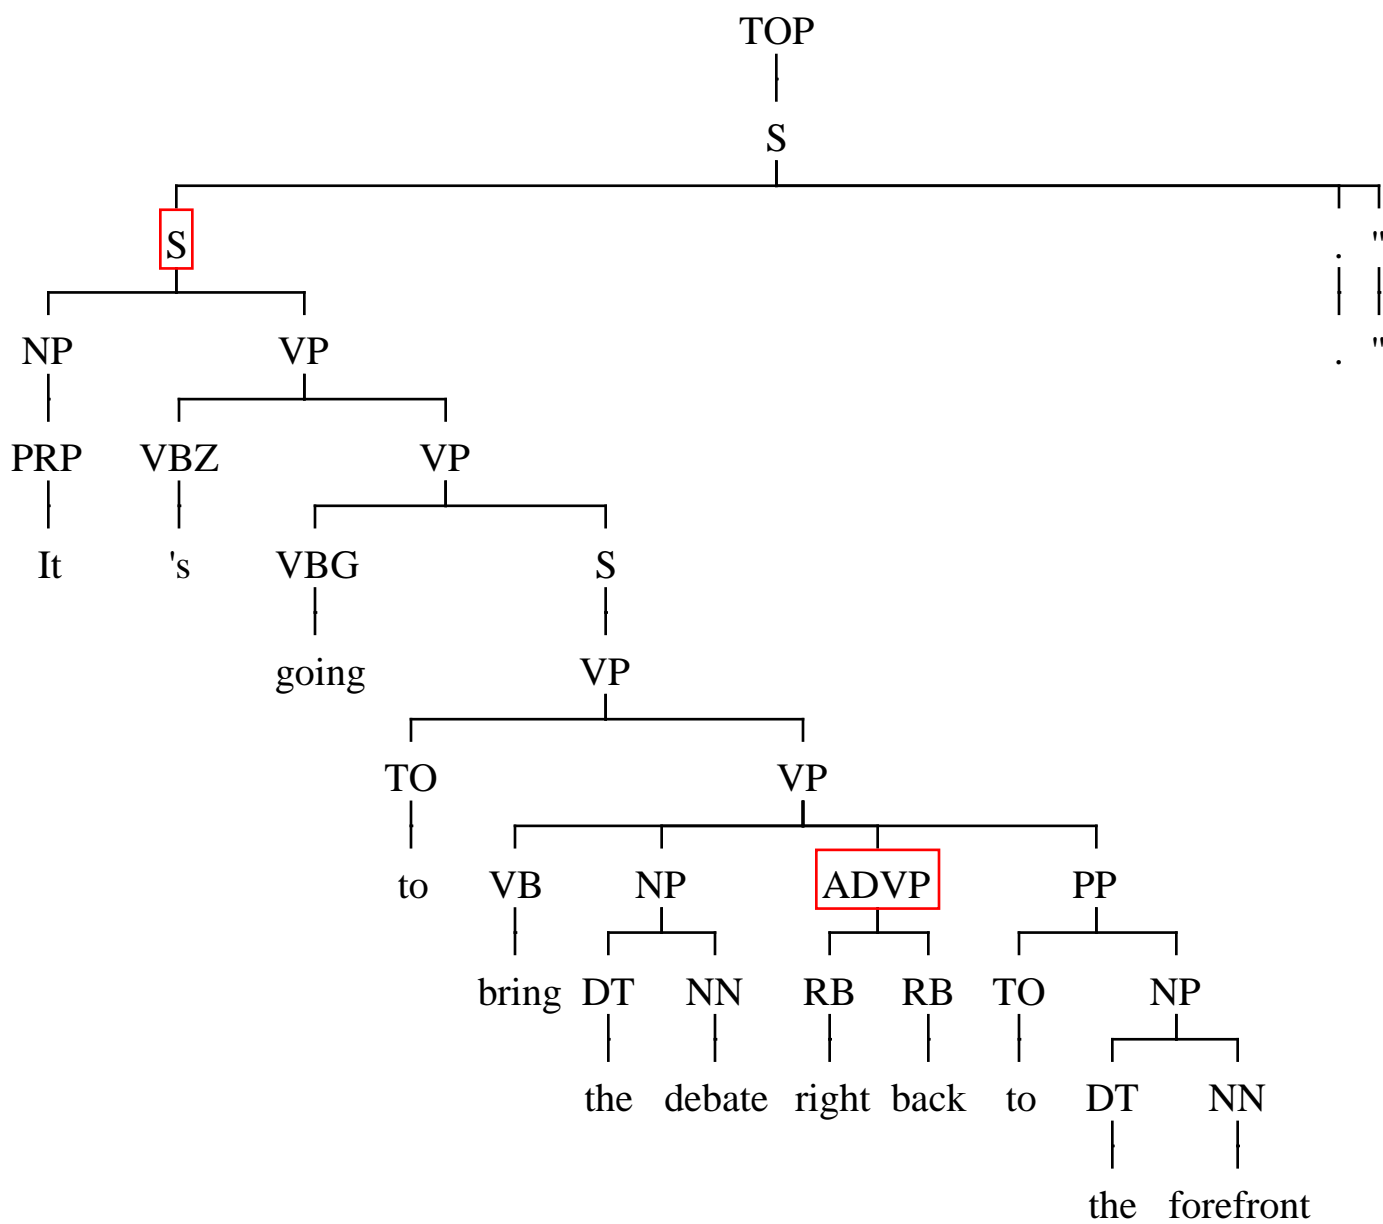 TOP
S
S . "
NP VP . "
PRP VBZ VP
It 's VBG S
going VP
TO VP
to VB NP ADVP PP
bring DT NN RB RB TO NP
the debate right back to DT NN
the forefront